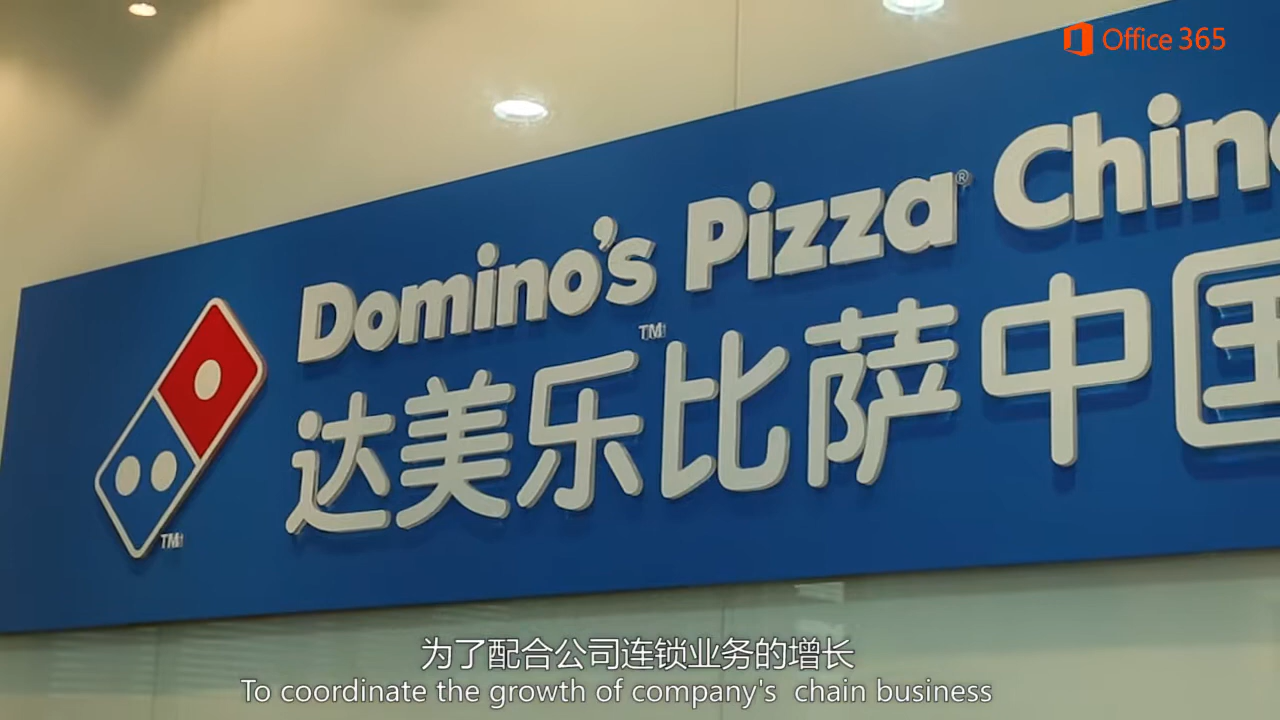 Office 365
Domino's Pizza® Chin
TM
达美乐比萨中国
TM
为了配合公司连锁业务的增长
To coordinate the growth of company's  chain business